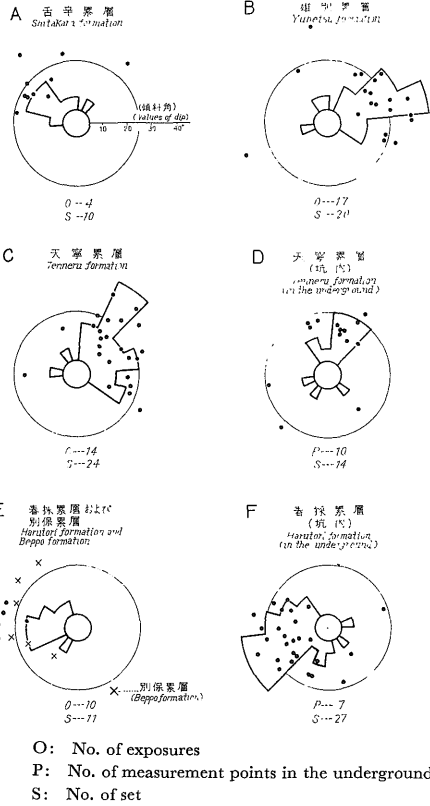 A
舌辛累層
Shitakara formation
(傾斜角)
(Values of dip)
10 20 30 40°
O---4
S---10
B
雄別累層
Yubetsu formation
O---17
S---20
C
天寧累層
Tenneru formation
O---14
S---24
D
天寧累層
(坑内)
Tenneru formation
(in the underground)
P---10
S---14
E
春採累層および
別保累層
Harutori formation and
Beppo formation
×......別保累層
(Beppo formation)
O---10
S---11
F
春採累層
(坑内)
Harutori formation
(in the underground)
P---7
S---27
O: No. of exposures
P: No. of measurement points in the underground
S: No. of set